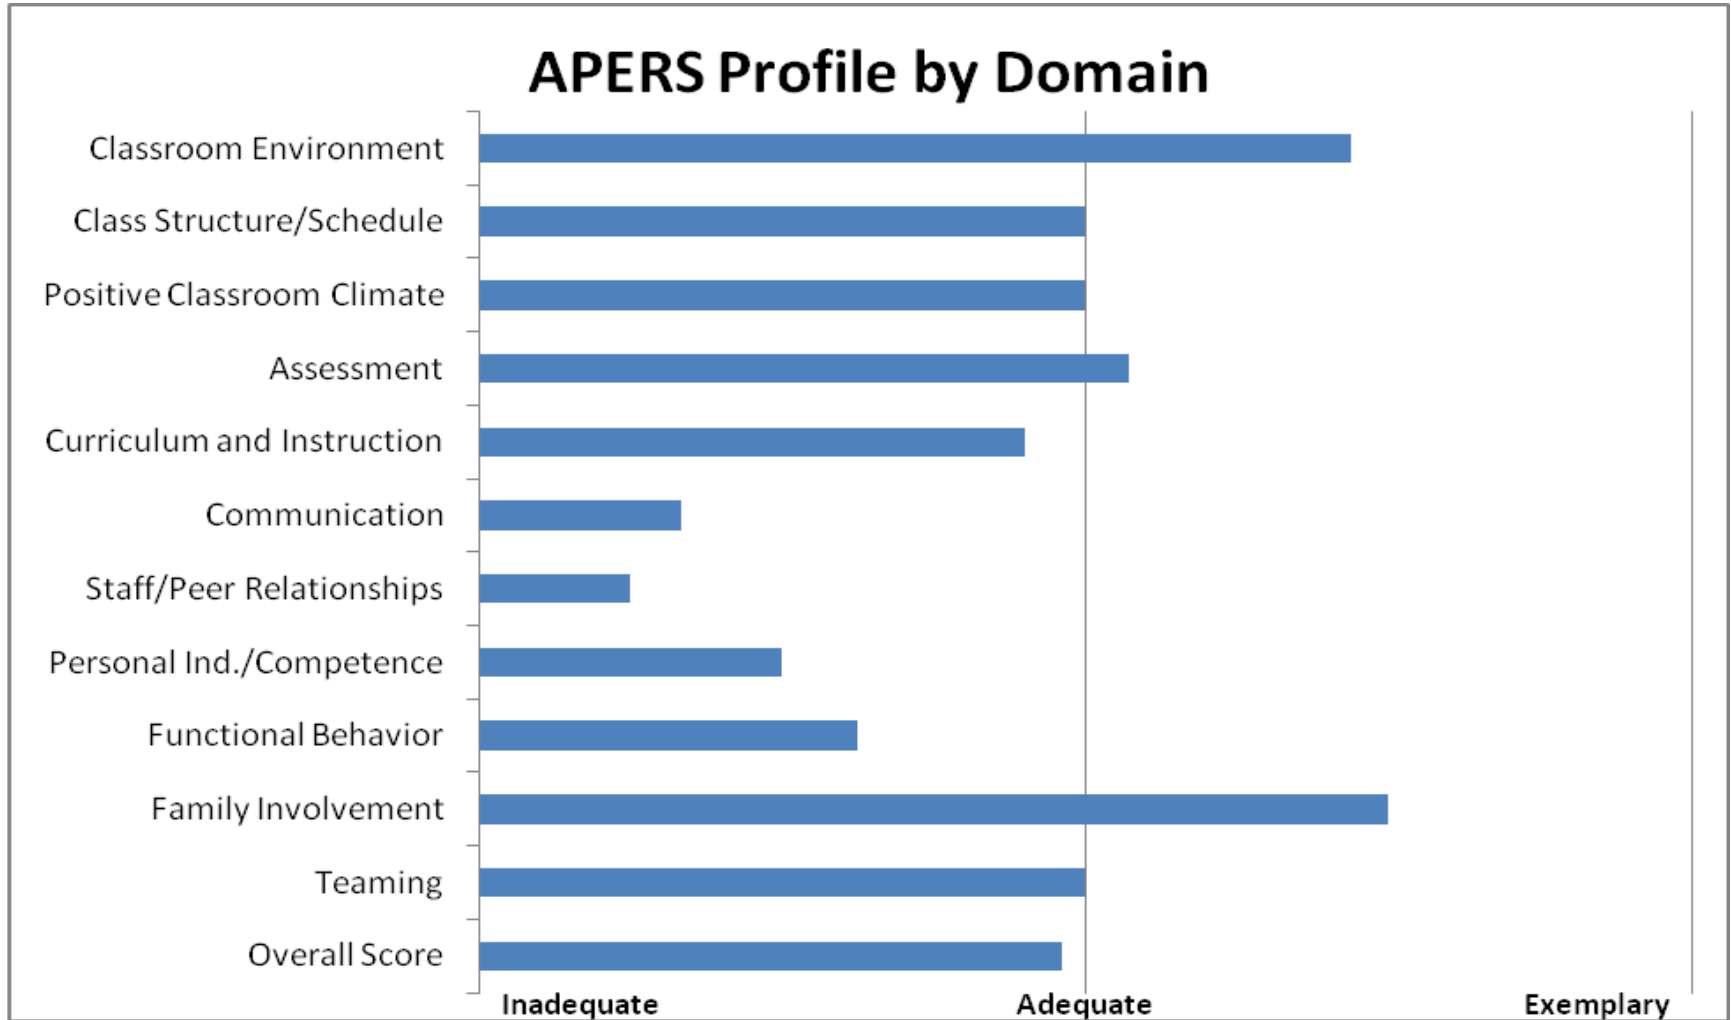 APERS Profile by Domain
Classroom Environment
Class Structure/Schedule
Positive Classroom Climate
Assessment
Curriculum and Instruction
Communication
Staff/Peer Relationships
Personal Ind./Competence
Functional Behavior
Family Involvement
Teaming
Overall Score
Inadequate Adequate Exemplary